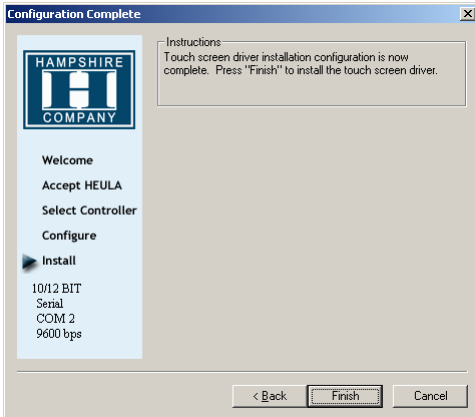 Configuration Complete
HAMPSHIRE
H
COMPANY
Welcome
Accept HEULA
Select Controller
Configure
Install
10/12 BIT
Serial
COM 2
9600 bps
Instructions
Touch screen driver installation configuration is now
complete. Press "Finish" to install the touch screen driver.
< Back
Finish
Cancel